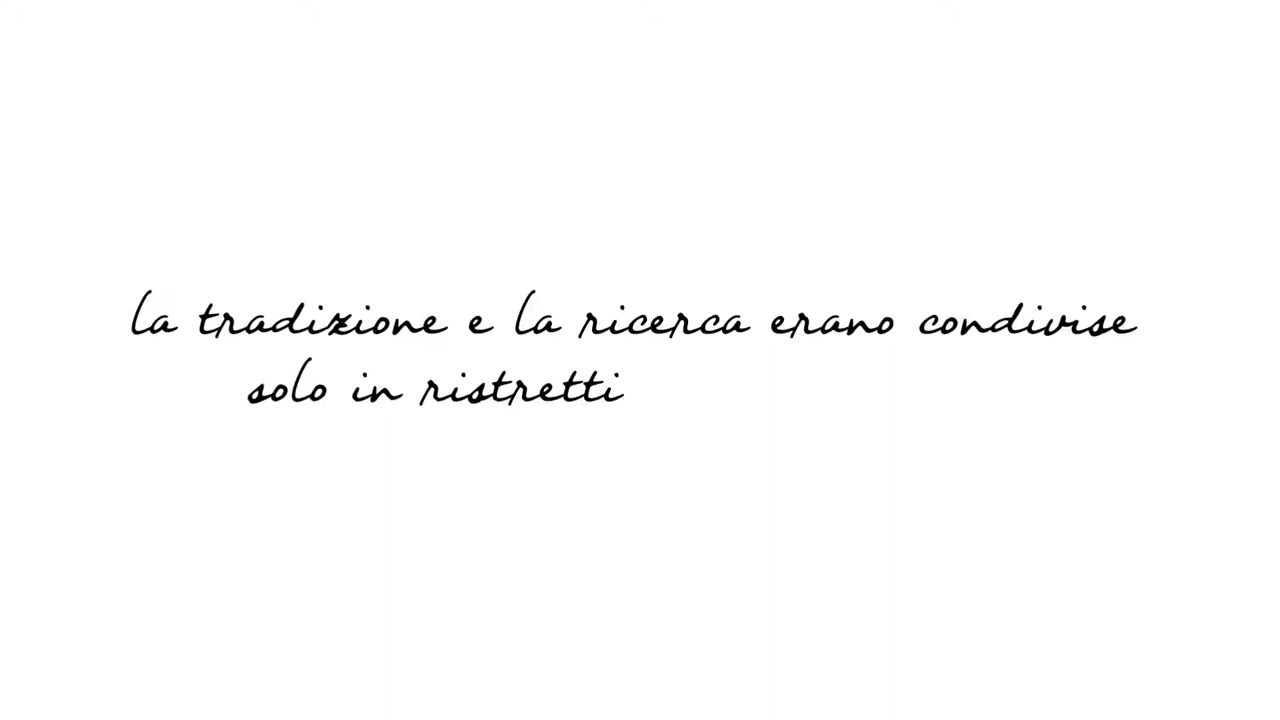 la tradizione e la ricerca erano condivise
solo in ristretti